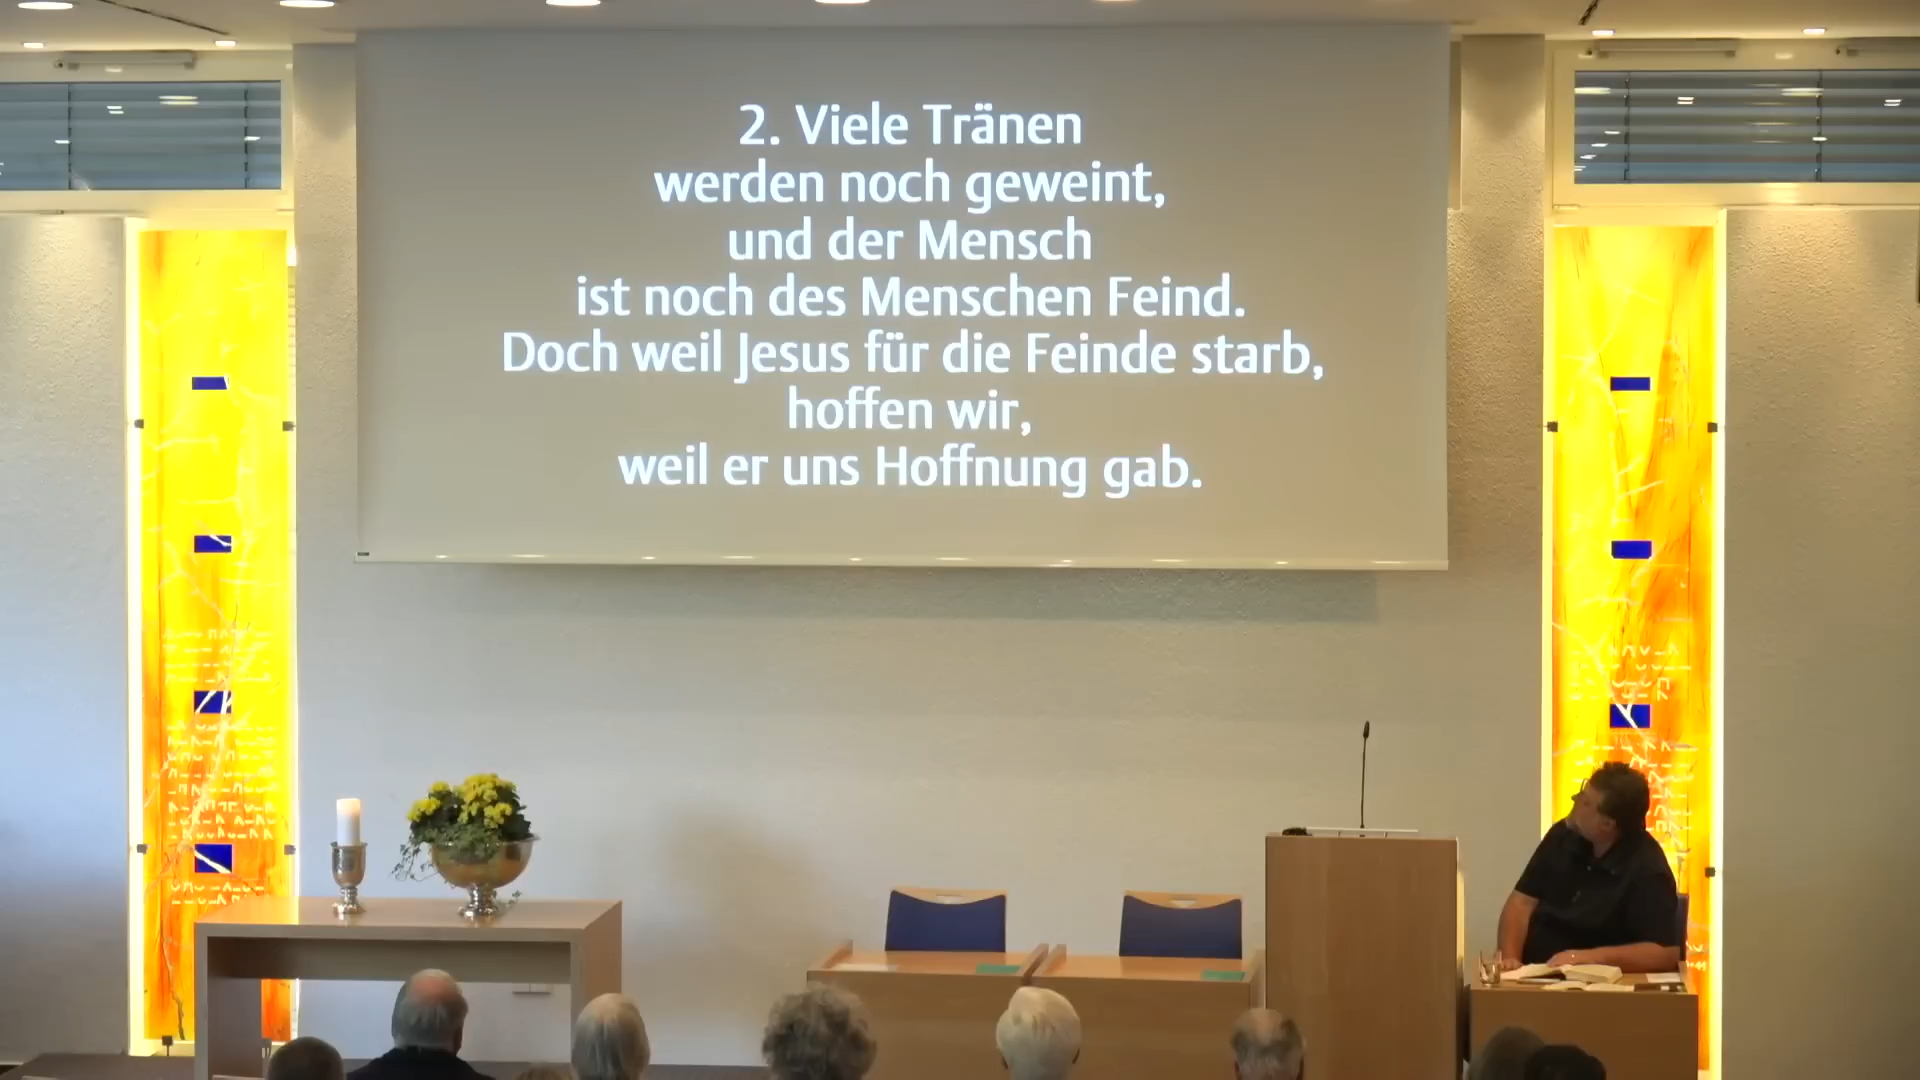 2. Viele Tränen
werden noch geweint,
und der Mensch
ist noch des Menschen Feind.
Doch weil Jesus für die Feinde starb,
hoffen wir,
weil er uns Hoffnung gab.